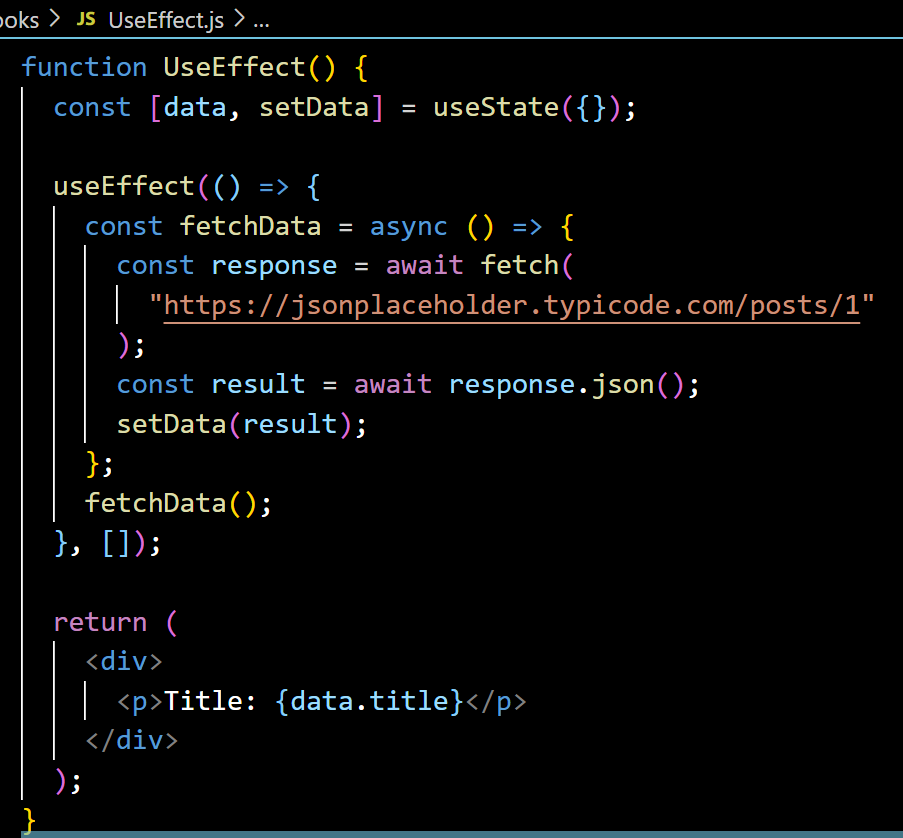 ooks > JS UseEffect.js > ...
function UseEffect() {
  const [data, setData] = useState({});

  useEffect(() => {
    const fetchData = async () => {
      const response = await fetch(
        "https://jsonplaceholder.typicode.com/posts/1"
      );
      const result = await response.json();
      setData(result);
    };
    fetchData();
  }, []);

  return (
    <div>
      <p>Title: {data.title}</p>
    </div>
  );
}